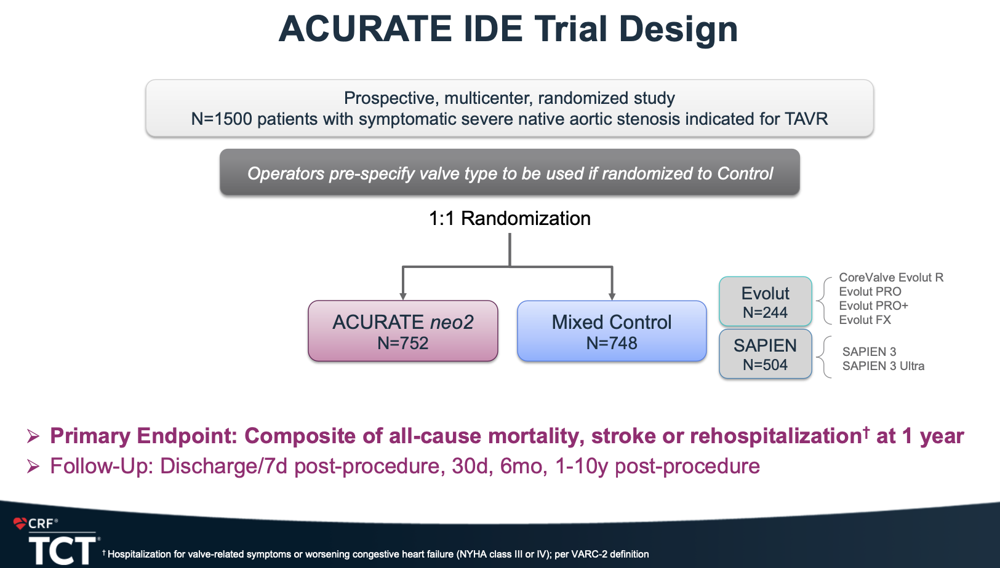 ACURATE IDE Trial Design
Prospective, multicenter, randomized study
N=1500 patients with symptomatic severe native aortic stenosis indicated for TAVR
Operators pre-specify valve type to be used if randomized to Control
1:1 Randomization
ACURATE neo2
N=752
Mixed Control
N=748
Evolut
N=244
CoreValve Evolut R
Evolut PRO
Evolut PRO+
Evolut FX
SAPIEN
N=504
SAPIEN 3
SAPIEN 3 Ultra
➢ Primary Endpoint: Composite of all-cause mortality, stroke or rehospitalization† at 1 year
➢ Follow-Up: Discharge/7d post-procedure, 30d, 6mo, 1-10y post-procedure
CRF®
TCT®
† Hospitalization for valve-related symptoms or worsening congestive heart failure (NYHA class III or IV); per VARC-2 definition